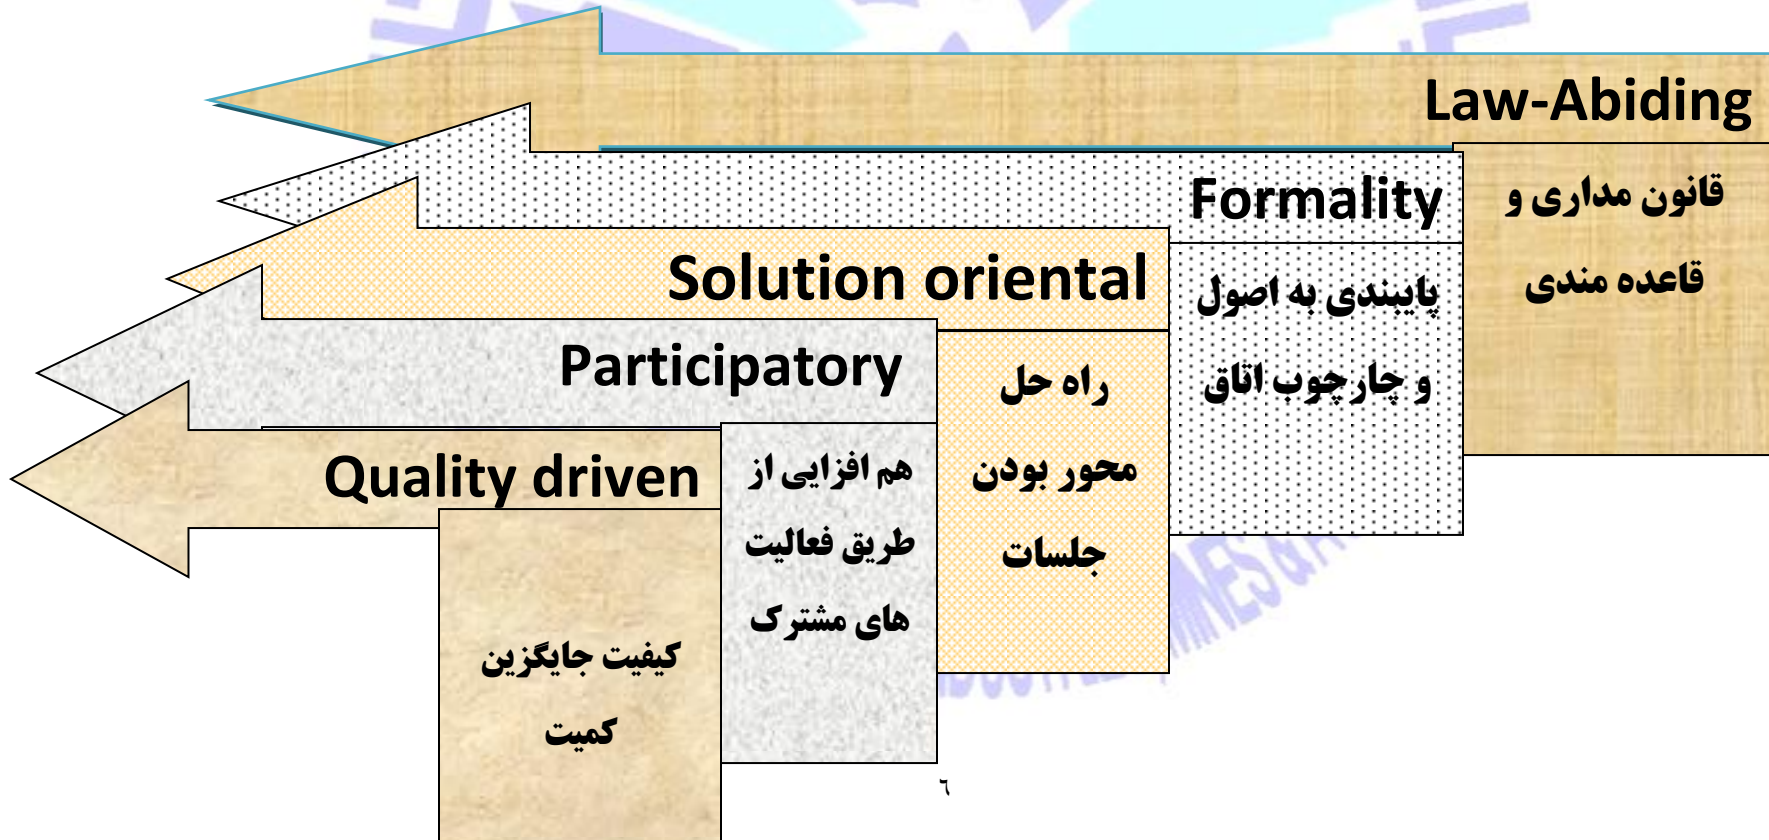 Law-Abiding
قانون مداری و
قاعده مندی
Formality
پایبندی به اصول
و چارچوب اتاق
Solution oriental
راه حل
محور بودن
جلسات
Participatory
هم افزایی از
طریق فعالیت
های مشترک
Quality driven
کیفیت جایگزین
کمیت
٦